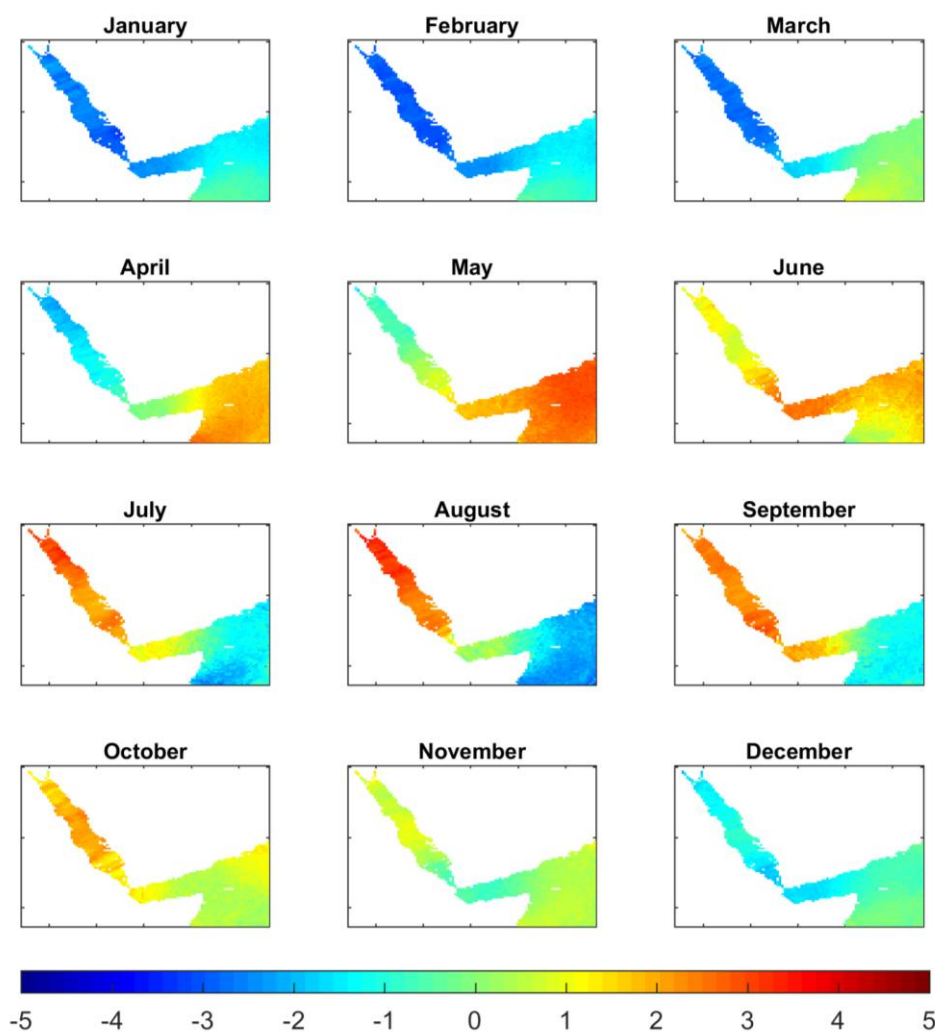 January February March
April May June
July August September
October November December
-5 -4 -3 -2 -1 0 1 2 3 4 5